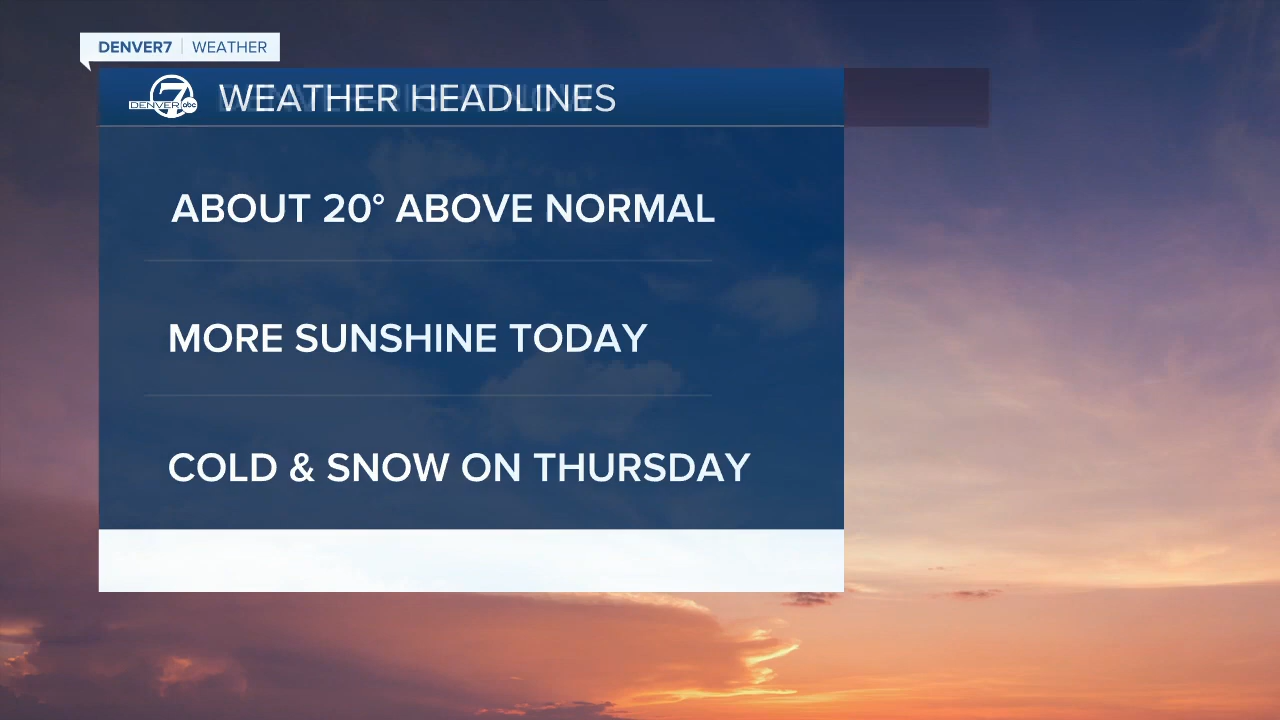 DENVER7 | WEATHER
DENVER 7 abc
WEATHER HEADLINES
ABOUT 20° ABOVE NORMAL
MORE SUNSHINE TODAY
COLD & SNOW ON THURSDAY